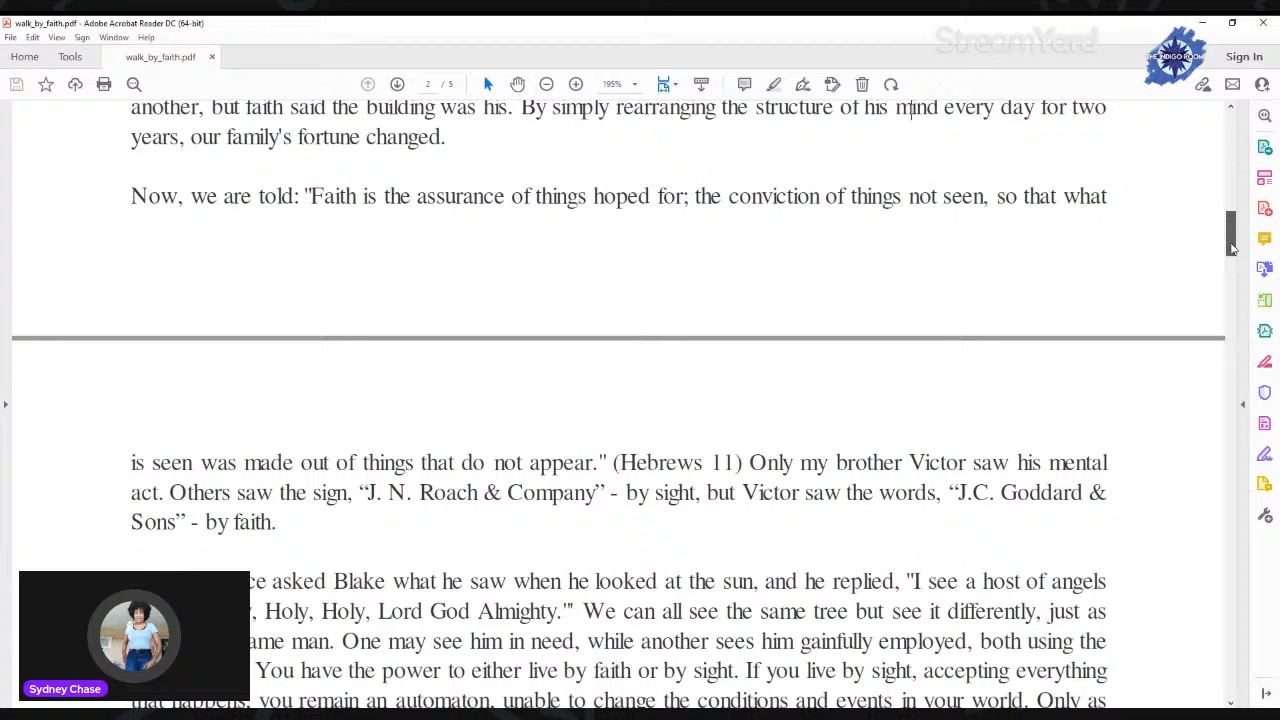 walk_by_faith.pdf - Adobe Acrobat Reader DC (64-bit)
File Edit View Sign Window Help
StreamYard
THE INDIGO ROOM
Home Tools walk_by_faith.pdf Sign In
2 / 5 195%
another, but faith said the building was his. By simply rearranging the structure of his mind every day for two
years, our family's fortune changed.
Now, we are told: "Faith is the assurance of things hoped for; the conviction of things not seen, so that what
is seen was made out of things that do not appear." (Hebrews 11) Only my brother Victor saw his mental
act. Others saw the sign, “J. N. Roach & Company” - by sight, but Victor saw the words, “J.C. Goddard &
Sons” - by faith.
asked Blake what he saw when he looked at the sun, and he replied, "I see a host of angels
Holy, Holy, Lord God Almighty.'" We can all see the same tree but see it differently, just as
man. One may see him in need, while another sees him gainfully employed, both using the
You have the power to either live by faith or by sight. If you live by sight, accepting everything
that happens, you remain an automaton, unable to change the conditions and events in your world. Only as
Sydney Chase